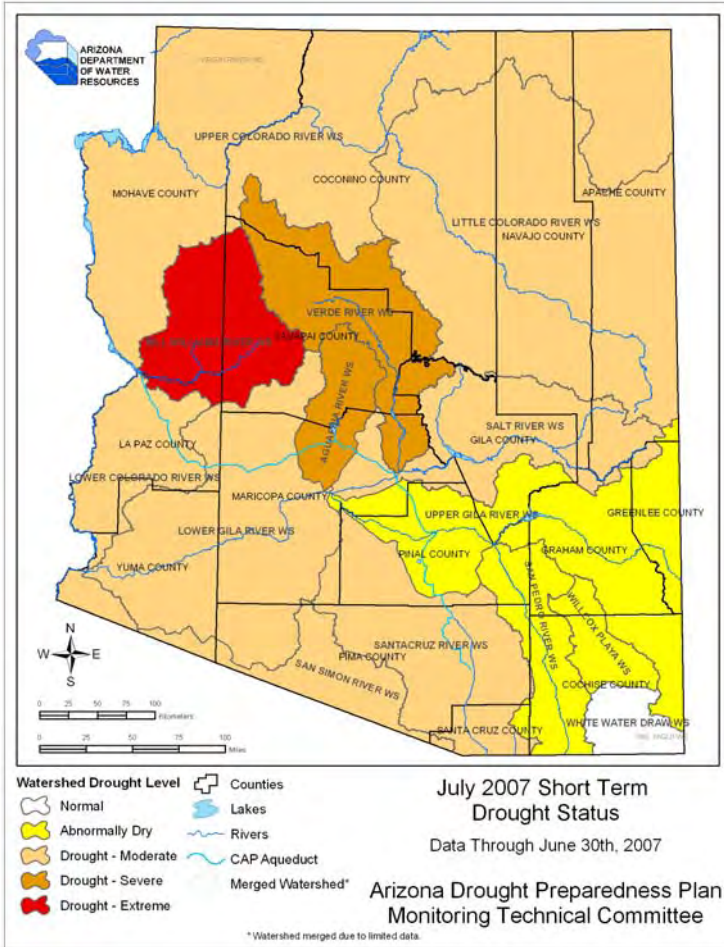 ARIZONA
DEPARTMENT
OF WATER
RESOURCES
UPPER COLORADO RIVER WS
COCONINO COUNTY
MOHAVE COUNTY
APACHE COUNTY
LITTLE COLORADO RIVER WS
NAVAJO COUNTY
VERDE RIVER WS
COUNTY
AGUA FRIA RIVER WS
SALT RIVER WS
GILA COUNTY
LA PAZ COUNTY
LOWER COLORADO RIVER WS
MARICOPA COUNTY
UPPER GILA RIVER WS
GREENLEE COUNTY
LOWER GILA RIVER WS
PINAL COUNTY
GRAHAM COUNTY
YUMA COUNTY
SAN PEDRO RIVER WS
WILLCOX PLAYA WS
SANTACRUZ RIVER WS
PIMA COUNTY
SAN SIMON RIVER WS
COCHISE COUNTY
WHITE WATER DRAW WS
SANTA CRUZ COUNTY
N
W E
S
0 25 50 75 100
Kilometers
0 25 50 75 100
Miles
Watershed Drought Level
Normal
Abnormally Dry
Drought - Moderate
Drought - Severe
Drought - Extreme
Counties
Lakes
Rivers
CAP Aqueduct
Merged Watershed*
July 2007 Short Term
Drought Status
Data Through June 30th, 2007
Arizona Drought Preparedness Plan
Monitoring Technical Committee
* Watershed merged due to limited data.